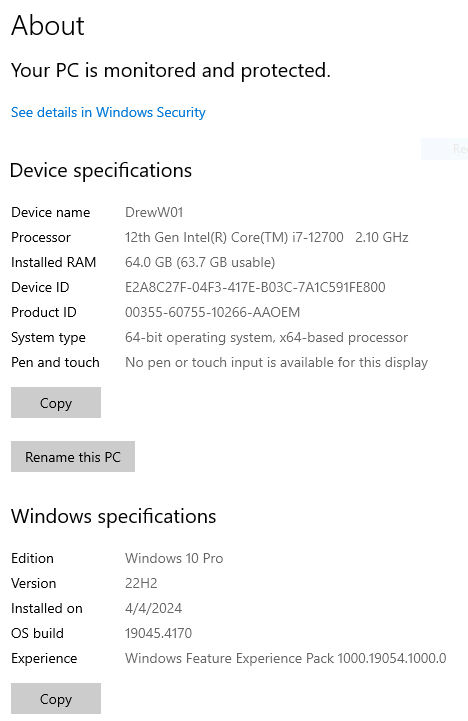 About
Your PC is monitored and protected.
See details in Windows Security
Device specifications
Device name DrewW01
Processor 12th Gen Intel(R) Core(TM) i7-12700 2.10 GHz
Installed RAM 64.0 GB (63.7 GB usable)
Device ID E2A8C27F-04F3-417E-B03C-7A1C591FE800
Product ID 00355-60755-10266-AAOEM
System type 64-bit operating system, x64-based processor
Pen and touch No pen or touch input is available for this display
Copy
Rename this PC
Windows specifications
Edition Windows 10 Pro
Version 22H2
Installed on 4/4/2024
OS build 19045.4170
Experience Windows Feature Experience Pack 1000.19054.1000.0
Copy